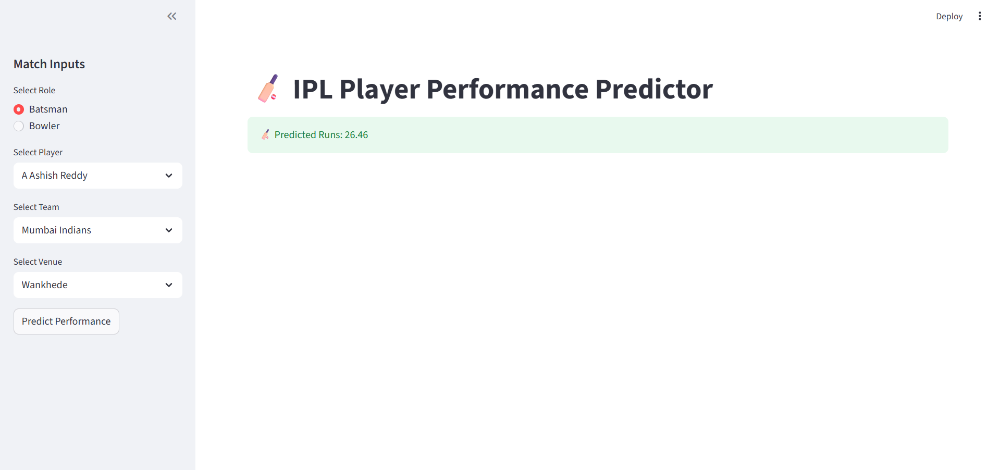 Deploy
Match Inputs
Select Role
Batsman
Bowler
Select Player
A Ashish Reddy
Select Team
Mumbai Indians
Select Venue
Wankhede
Predict Performance
IPL Player Performance Predictor
Predicted Runs: 26.46